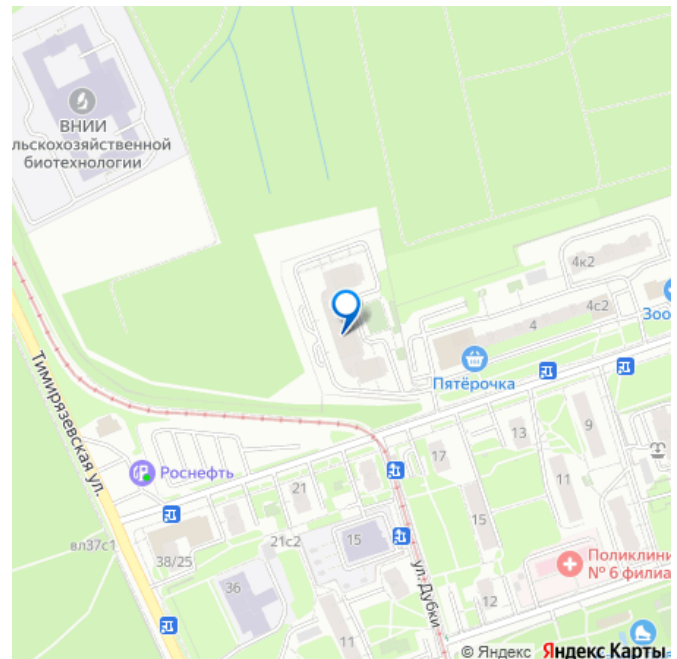 ВНИИ
льскохозяйственной
биотехнологии
4к2
4с2
Зоо
4
Пятёрочка
Тимирязевская ул.
Роснефть
17
13
9
21
11
15
вл37с1
38/25
21с2
15
ул. Дубки
Поликлини
№ 6 филиа
36
12
11
© Яндекс Яндекс Карты